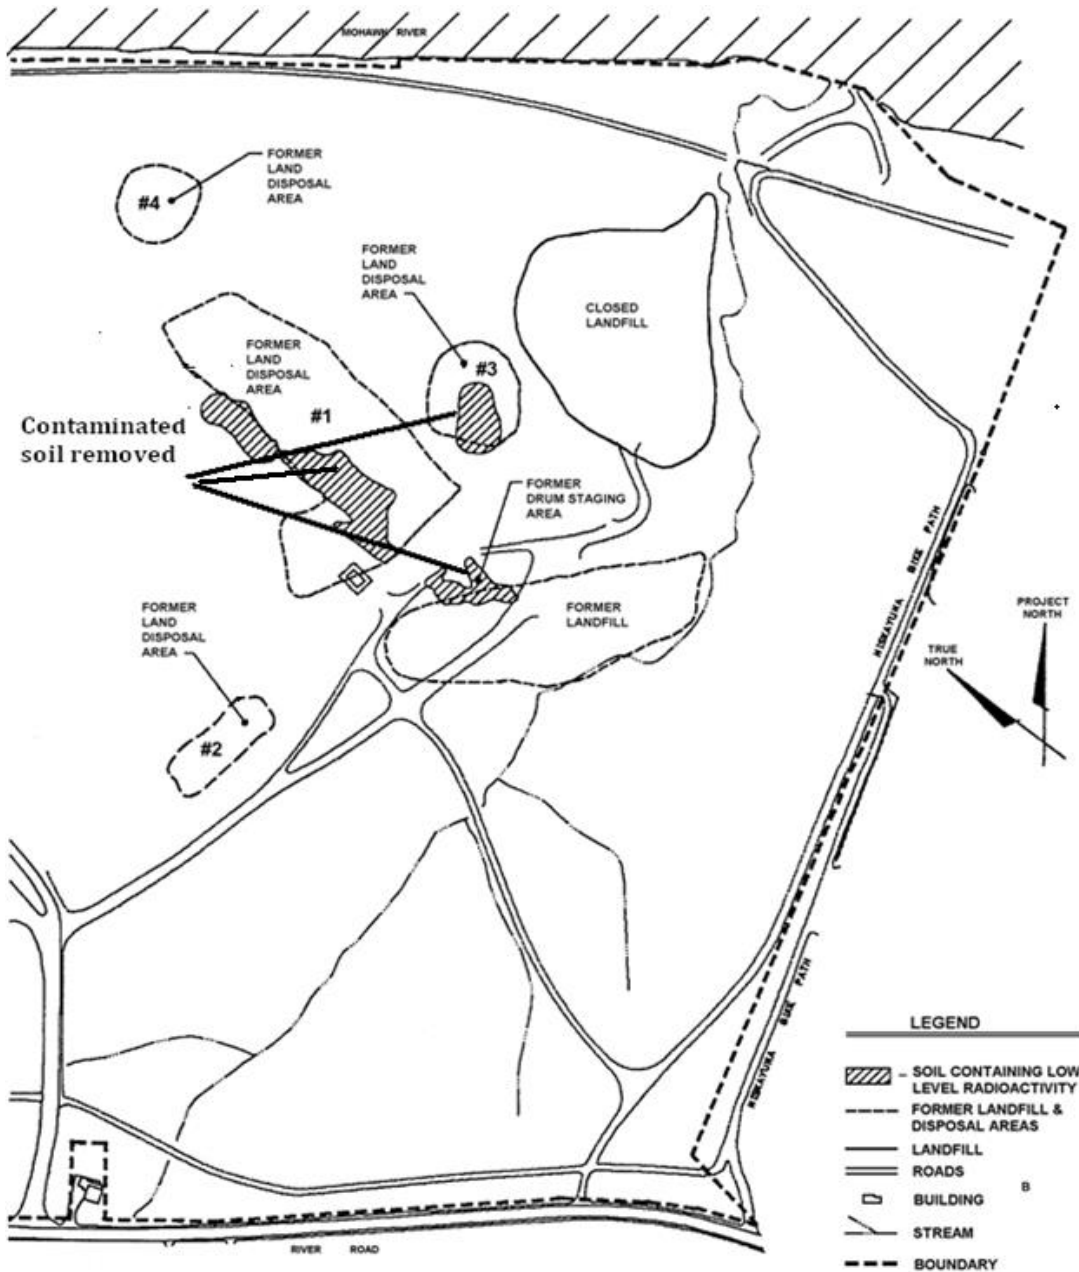 MOHAWK RIVER
FORMER
LAND
DISPOSAL
AREA
#4
FORMER
LAND
DISPOSAL
AREA
#3
CLOSED
LANDFILL
FORMER
LAND
DISPOSAL
AREA
#1
Contaminated
soil removed
FORMER
DRUM STAGING
AREA
FORMER
LANDFILL
FORMER
LAND
DISPOSAL
AREA
#2
NISKAYUNA BIKE PATH
PROJECT
NORTH
TRUE
NORTH
NISKAYUNA BIKE PATH
LEGEND
SOIL CONTAINING LOW
LEVEL RADIOACTIVITY
FORMER LANDFILL &
DISPOSAL AREAS
LANDFILL
ROADS
B
BUILDING
STREAM
BOUNDARY
RIVER ROAD